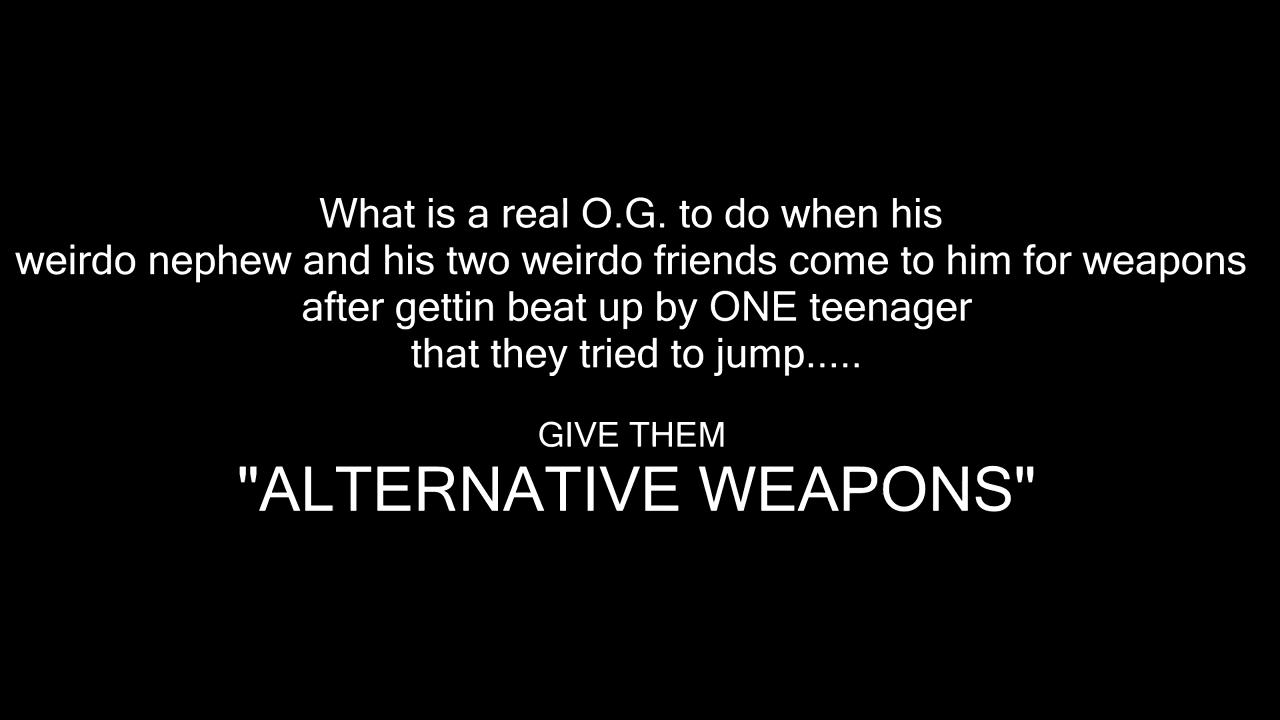 What is a real O.G. to do when his
weirdo nephew and his two weirdo friends come to him for weapons
after gettin beat up by ONE teenager
that they tried to jump.....
GIVE THEM
"ALTERNATIVE WEAPONS"